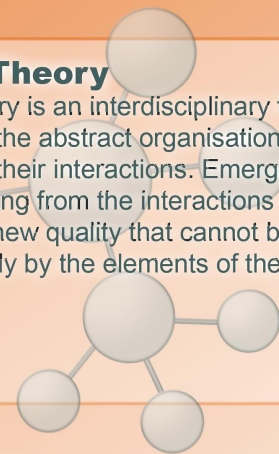 Theory
ry is an interdisciplinary
the abstract organisation
their interactions. Emerg
ng from the interactions
new quality that cannot b
ly by the elements of the